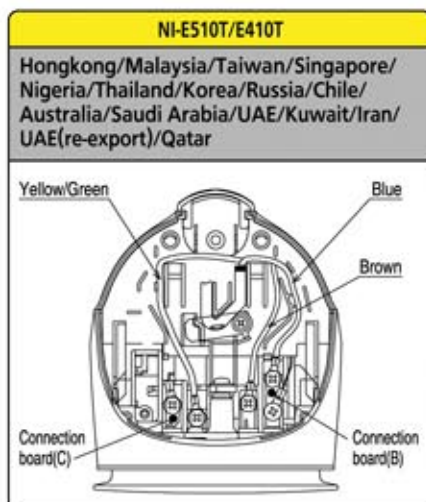 NI-E510T/E410T
Hongkong/Malaysia/Taiwan/Singapore/
Nigeria/Thailand/Korea/Russia/Chile/
Australia/Saudi Arabia/UAE/Kuwait/Iran/
UAE(re-export)/Qatar
Yellow/Green
Blue
Brown
Connection
board(C)
Connection
board(B)